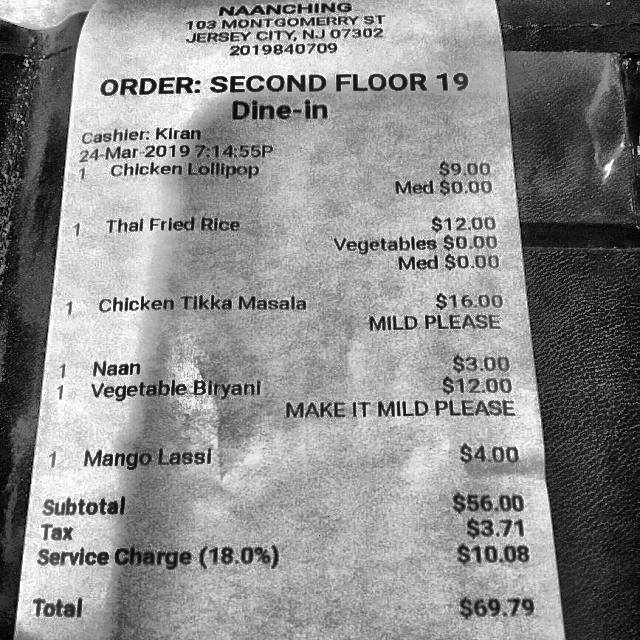 NAANCHING
103 MONTGOMERRY ST
JERSEY CITY, NJ 07302
2019840709
ORDER: SECOND FLOOR 19
Dine-in
Cashier: Kiran
24-Mar-2019 7:14:55P
1 Chicken Lollipop $9.00
Med $0.00
1 Thai Fried Rice $12.00
Vegetables $0.00
Med $0.00
1 Chicken Tikka Masala $16.00
MILD PLEASE
1 Naan $3.00
1 Vegetable Biryani $12.00
MAKE IT MILD PLEASE
1 Mango Lassi $4.00
Subtotal $56.00
Tax $3.71
Service Charge (18.0%) $10.08
Total $69.79